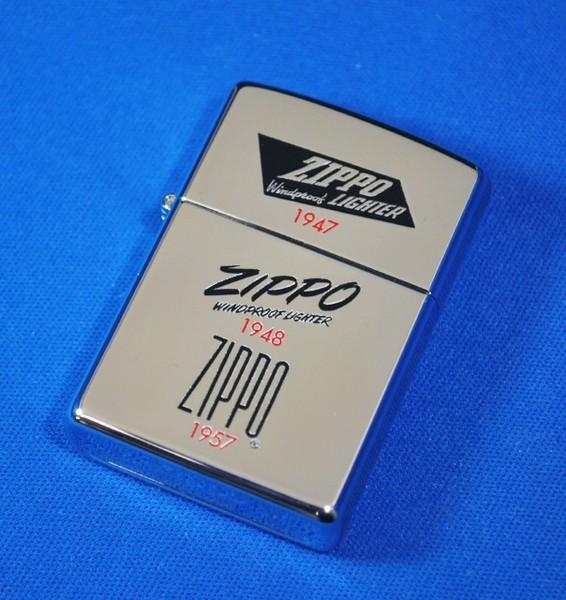 ZIPPO
Windproof LIGHTER
1947
ZIPPO
WINDPROOF LIGHTER
1948
ZIPPO
1957 ®